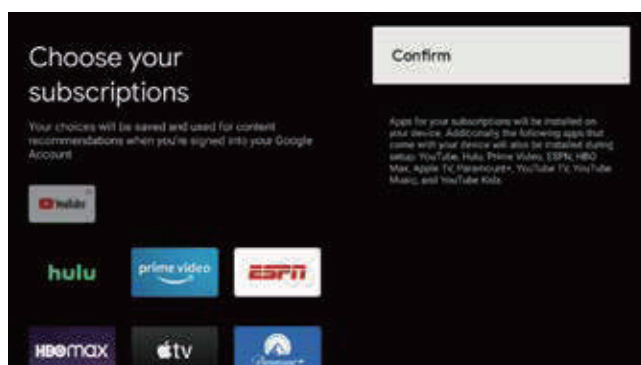 Choose your
subscriptions
Your choices will be saved and used for content
recommendations when you're signed into your Google
Account
YouTube
hulu
prime video
ESPN
HBOmax
tv
Paramount+
Confirm
Apps for your subscriptions will be installed on
your device. Additionally, the following apps that
come with your device will also be installed during
setup: YouTube, Hulu, Prime Video, ESPN, HBO
Max, Apple TV, Paramount+, YouTube TV, YouTube
Music, and YouTube Kids.